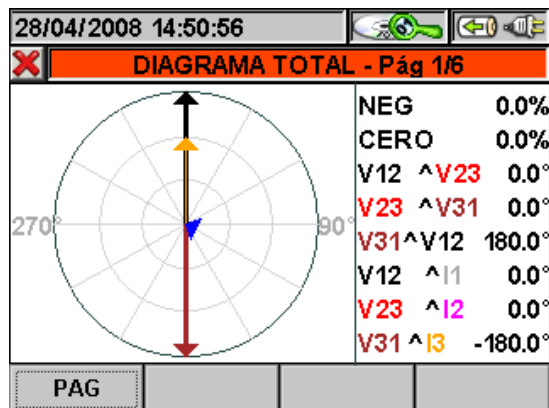 28/04/2008 14:50:56
DIAGRAMA TOTAL - Pág 1/6
270°
90°
NEG 0.0%
CERO 0.0%
V12 ^V23 0.0°
V23 ^V31 0.0°
V31^V12 180.0°
V12 ^I1 0.0°
V23 ^I2 0.0°
V31 ^I3 -180.0°
PAG